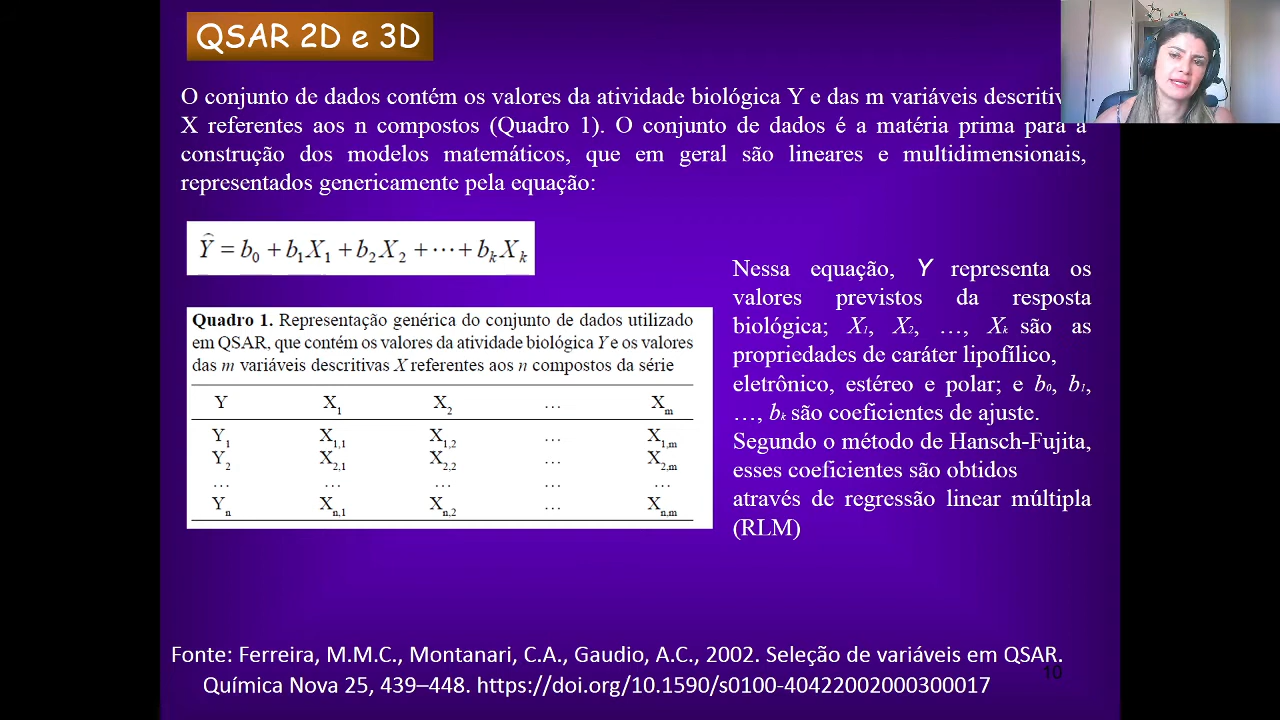 QSAR 2D e 3D
O conjunto de dados contém os valores da atividade biológica Y e das m variáveis
X referentes aos n compostos (Quadro 1). O conjunto de dados é a matéria prima para a
construção dos modelos matemáticos, que em geral são lineares e multidimensionais,
representados genericamente pela equação:
Ŷ = b₀ + b₁X₁ + b₂X₂ + ⋯ + bₖXₖ
Quadro 1. Representação genérica do conjunto de dados utilizado
em QSAR, que contém os valores da atividade biológica Y e os valores
das m variáveis descritivas X referentes aos n compostos da série
Y X₁ X₂ … Xₘ
Y₁ X₁,₁ X₁,₂ … X₁,ₘ
Y₂ X₂,₁ X₂,₂ … X₂,ₘ
… … … … …
Yₙ Xₙ,₁ Xₙ,₂ … Xₙ,ₘ
Nessa equação, Y representa os
valores previstos da resposta
biológica; X₁, X₂, …, Xₖ são as
propriedades de caráter lipofílico,
eletrônico, estéreo e polar; e b₀, b₁,
…, bₖ são coeficientes de ajuste.
Segundo o método de Hansch-Fujita,
esses coeficientes são obtidos
através de regressão linear múltipla
(RLM)
Fonte: Ferreira, M.M.C., Montanari, C.A., Gaudio, A.C., 2002. Seleção de variáveis em QSAR.
Química Nova 25, 439–448. https://doi.org/10.1590/s0100-40422002000300017
10